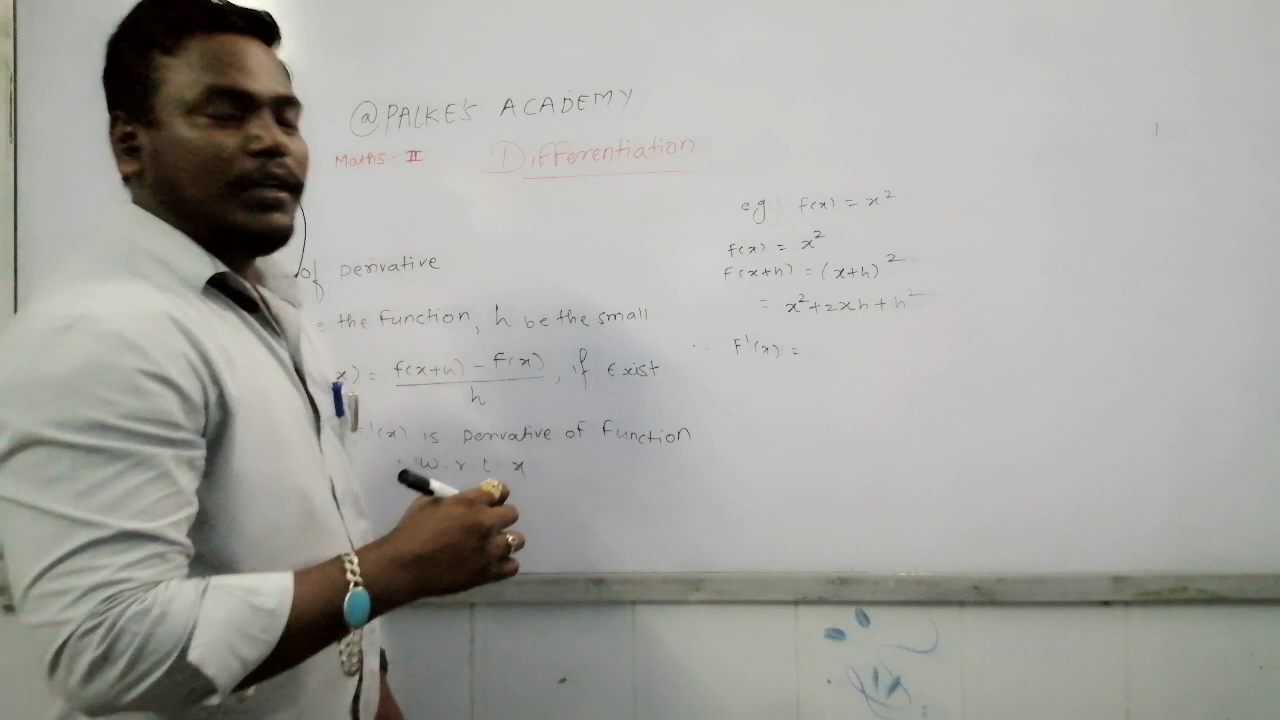 @PALKE'S ACADEMY
Maths - II Differentiation
of Derivative
the function, h be the small
x) = f(x+h) - f(x) / h , if Exist
'(x) is Derivative of function
w.r.t. x
e.g f(x) = x²
f(x) = x²
f(x+h) = (x+h)²
= x²+2xh+h²
∴ F'(x) =